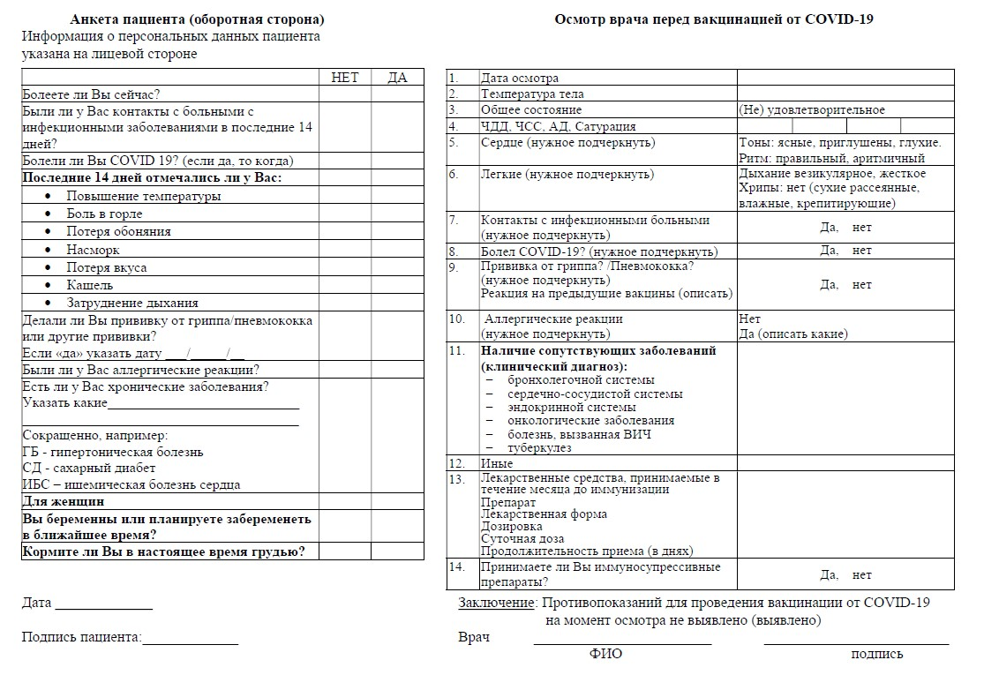 Анкета пациента (оборотная сторона)
Информация о персональных данных пациента
указана на лицевой стороне
НЕТ ДА
Болеете ли Вы сейчас?
Были ли у Вас контакты с больными с
инфекционными заболеваниями в последние 14
дней?
Болели ли Вы COVID 19? (если да, то когда)
Последние 14 дней отмечались ли у Вас:
• Повышение температуры
• Боль в горле
• Потеря обоняния
• Насморк
• Потеря вкуса
• Кашель
• Затруднение дыхания
Делали ли Вы прививку от гриппа/пневмококка
или другие прививки?
Если «да» указать дату ___/_____/__
Были ли у Вас аллергические реакции?
Есть ли у Вас хронические заболевания?
Указать какие___________________________
_______________________________________
Сокращенно, например:
ГБ - гипертоническая болезнь
СД - сахарный диабет
ИБС – ишемическая болезнь сердца
Для женщин
Вы беременны или планируете забеременеть
в ближайшее время?
Кормите ли Вы в настоящее время грудью?
Дата _____________
Подпись пациента:_____________
Осмотр врача перед вакцинацией от COVID-19
1. Дата осмотра
2. Температура тела
3. Общее состояние (Не) удовлетворительное
4. ЧДД, ЧСС, АД, Сатурация
5. Сердце (нужное подчеркнуть) Тоны: ясные, приглушены, глухие.
Ритм: правильный, аритмичный
6. Легкие (нужное подчеркнуть) Дыхание везикулярное, жесткое
Хрипы: нет (сухие рассеянные,
влажные, крепитирующие)
7. Контакты с инфекционными больными
(нужное подчеркнуть)
Да, нет
8. Болел COVID-19? (нужное подчеркнуть) Да, нет
9. Прививка от гриппа? /Пневмококка?
(нужное подчеркнуть)
Реакция на предыдущие вакцины (описать)
Да, нет
10. Аллергические реакции Нет
(нужное подчеркнуть) Да (описать какие)
11. Наличие сопутствующих заболеваний
(клинический диагноз):
– бронхолегочной системы
– сердечно-сосудистой системы
– эндокринной системы
– онкологические заболевания
– болезнь, вызванная ВИЧ
– туберкулез
12. Иные
13. Лекарственные средства, принимаемые в
течение месяца до иммунизации
Препарат
Лекарственная форма
Дозировка
Суточная доза
Продолжительность приема (в днях)
14. Принимаете ли Вы иммуносупрессивные
препараты?
Да, нет
Заключение: Противопоказаний для проведения вакцинации от COVID-19
на момент осмотра не выявлено (выявлено)
Врач ________________________ _________________________
ФИО подпись